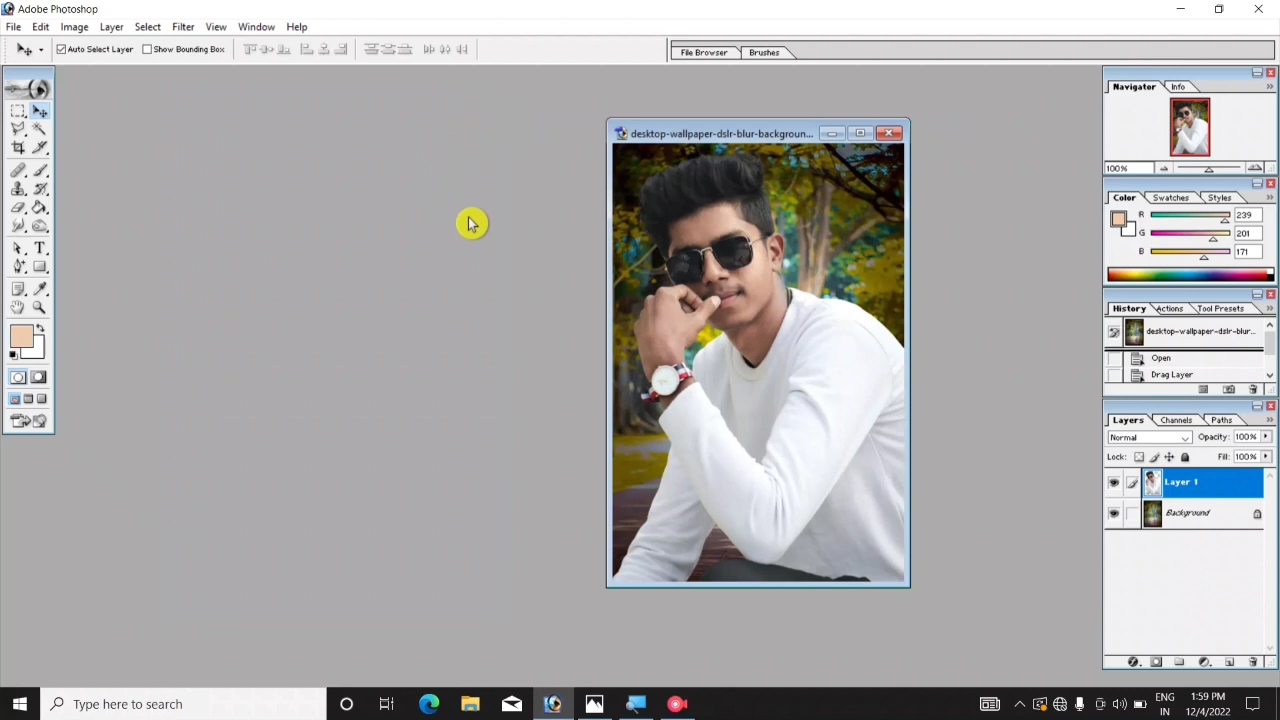 Adobe Photoshop
File Edit Image Layer Select Filter View Window Help
Auto Select Layer Show Bounding Box
File Browser Brushes
desktop-wallpaper-dslr-blur-backgroun...
Navigator Info
100%
Color Swatches Styles
R 239
G 201
B 171
History Actions Tool Presets
desktop-wallpaper-dslr-blur-...
Open
Drag Layer
Layers Channels Paths
Normal Opacity: 100%
Lock: Fill: 100%
Layer 1
Background
T
Type here to search
ENG
IN
1:59 PM
12/4/2022